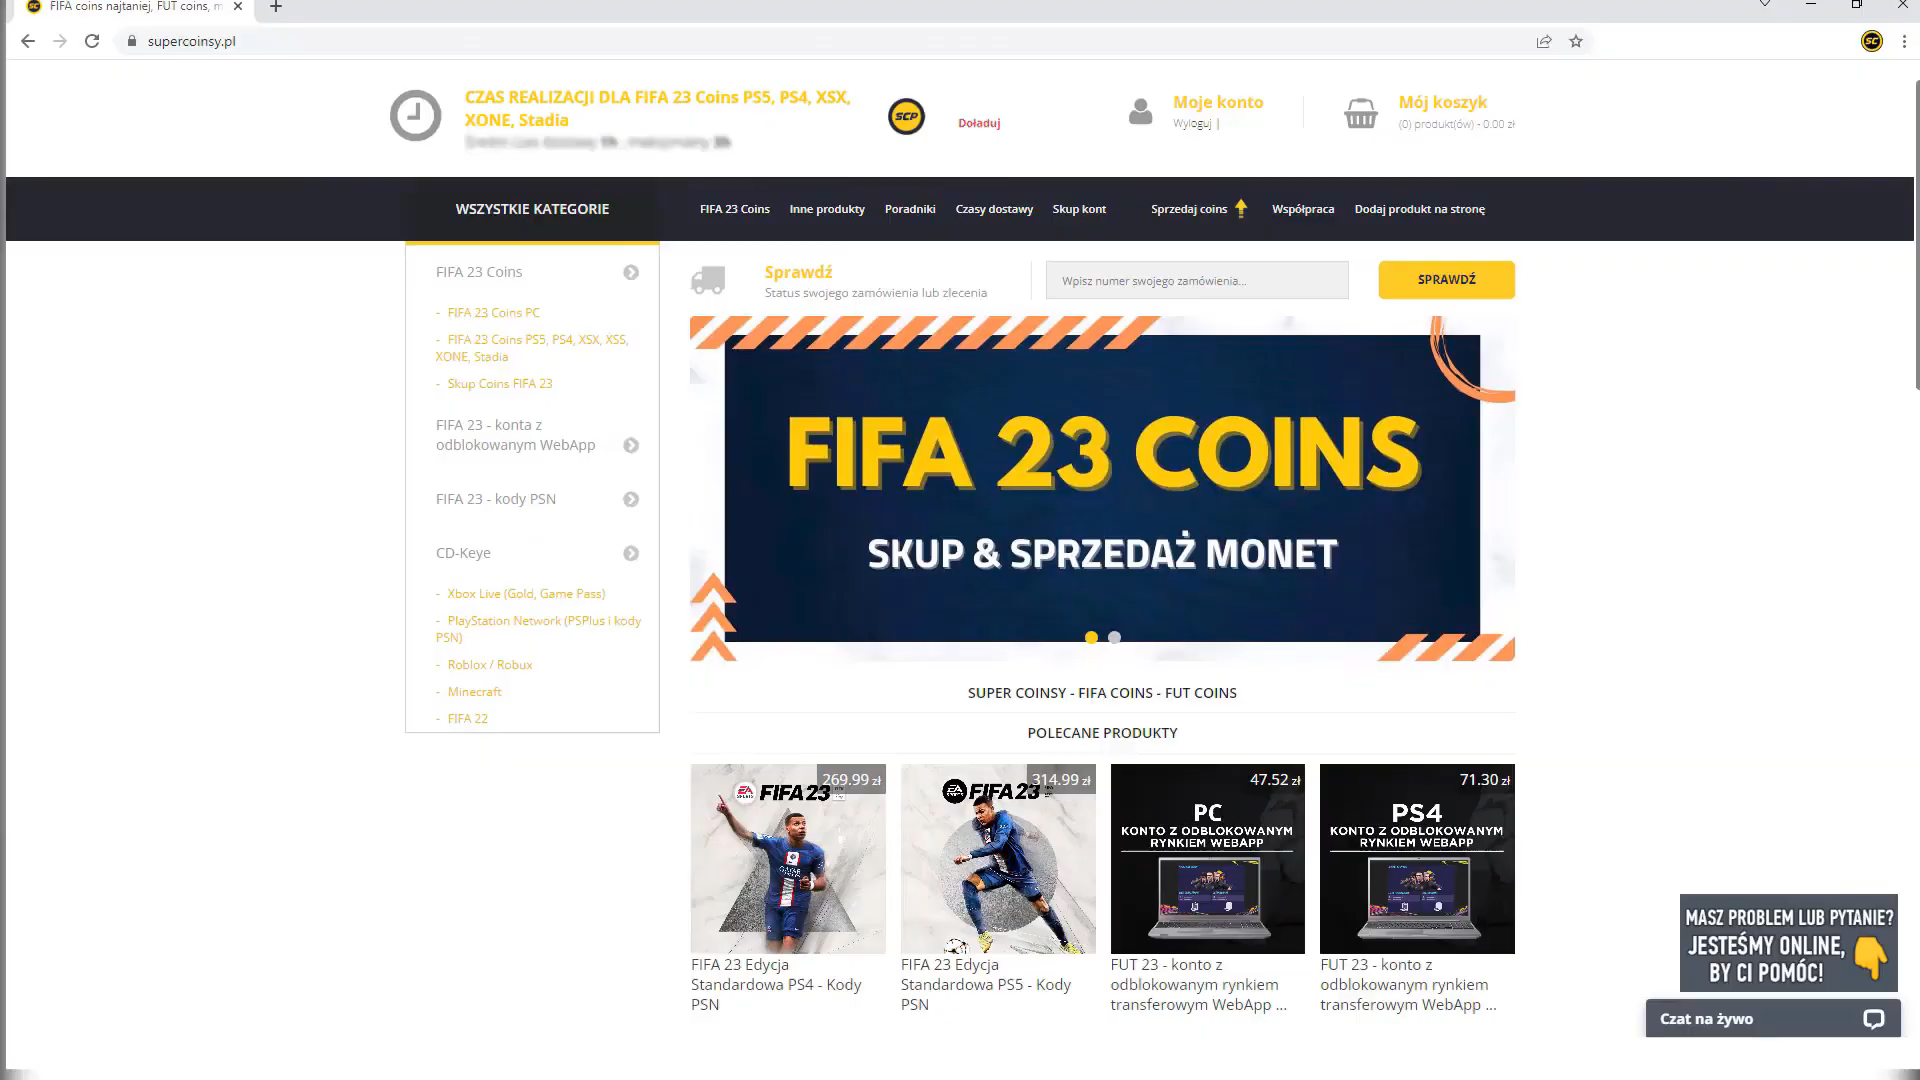 FIFA coins najtaniej, FUT coins, m
supercoinsy.pl
CZAS REALIZACJI DLA FIFA 23 Coins PS5, PS4, XSX,
XONE, Stadia
SCP
Doładuj
Moje konto
Wyloguj |
Mój koszyk
(0) produkt(ów) - 0.00 zł
WSZYSTKIE KATEGORIE
FIFA 23 Coins
Inne produkty
Poradniki
Czasy dostawy
Skup kont
Sprzedaj coins
Współpraca
Dodaj produkt na stronę
FIFA 23 Coins
- FIFA 23 Coins PC
- FIFA 23 Coins PS5, PS4, XSX, XSS,
XONE, Stadia
- Skup Coins FIFA 23
FIFA 23 - konta z
odblokowanym WebApp
FIFA 23 - kody PSN
CD-Keye
- Xbox Live (Gold, Game Pass)
- PlayStation Network (PSPlus i kody
PSN)
- Roblox / Robux
- Minecraft
- FIFA 22
Sprawdź
Status swojego zamówienia lub zlecenia
Wpisz numer swojego zamówienia...
SPRAWDŹ
FIFA 23 COINS
SKUP & SPRZEDAŻ MONET
SUPER COINSY - FIFA COINS - FUT COINS
POLECANE PRODUKTY
269.99 zł
EA SPORTS FIFA 23
FIFA 23 Edycja
Standardowa PS4 - Kody
PSN
314.99 zł
EA SPORTS FIFA 23
FIFA 23 Edycja
Standardowa PS5 - Kody
PSN
47.52 zł
PC
KONTO Z ODBLOKOWANYM
RYNKIEM WEBAPP
FUT 23 - konto z
odblokowanym rynkiem
transferowym WebApp ...
71.30 zł
PS4
KONTO Z ODBLOKOWANYM
RYNKIEM WEBAPP
FUT 23 - konto z
odblokowanym rynkiem
transferowym WebApp ...
MASZ PROBLEM LUB PYTANIE?
JESTEŚMY ONLINE,
BY CI POMÓC!
Czat na żywo